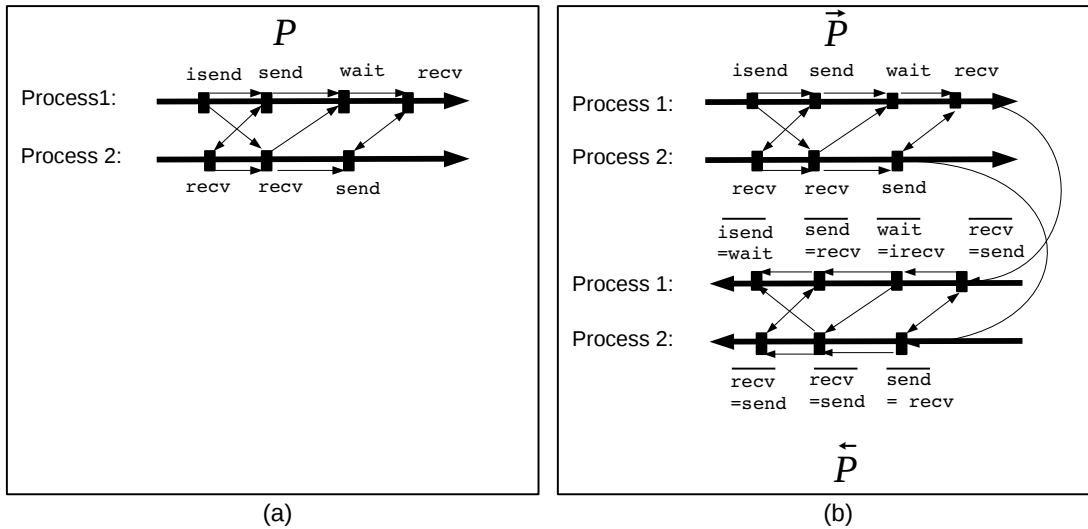 P
isend send wait recv
Process1:
Process 2:
recv recv send
(a)
P
isend send wait recv
Process 1:
Process 2:
recv recv send
isend send wait recv
=wait =recv =irecv =send
Process 1:
Process 2:
recv recv send
=send =send = recv
P
(b)